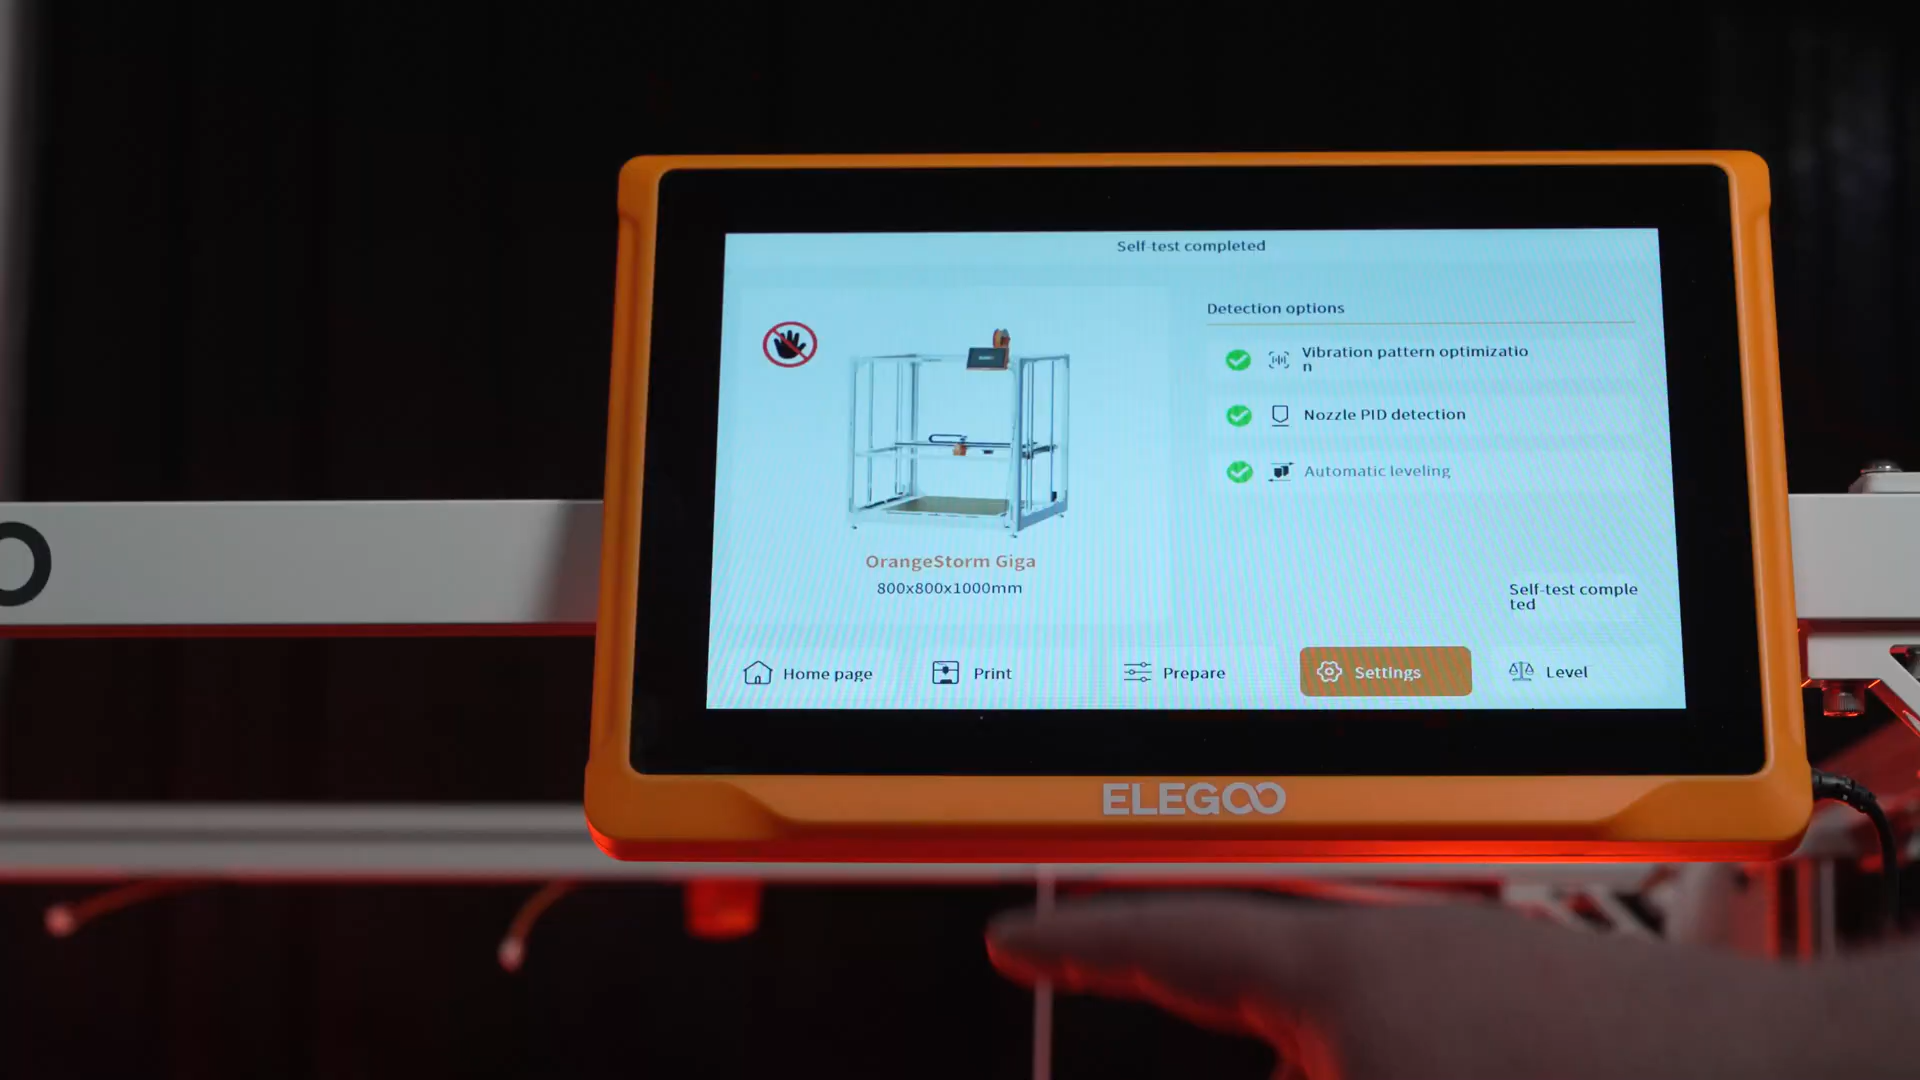 Self-test completed
Detection options
Vibration pattern optimizatio
n
Nozzle PID detection
Automatic leveling
OrangeStorm Giga
800x800x1000mm
Self-test comple
ted
Home page
Print
Prepare
Settings
Level
ELEGOO